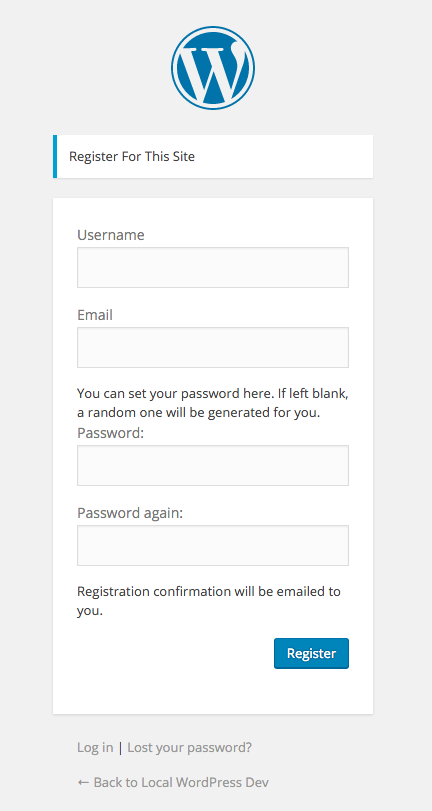 Register For This Site
Username
Email
You can set your password here. If left blank,
a random one will be generated for you.
Password:
Password again:
Registration confirmation will be emailed to
you.
Register
Log in | Lost your password?
← Back to Local WordPress Dev